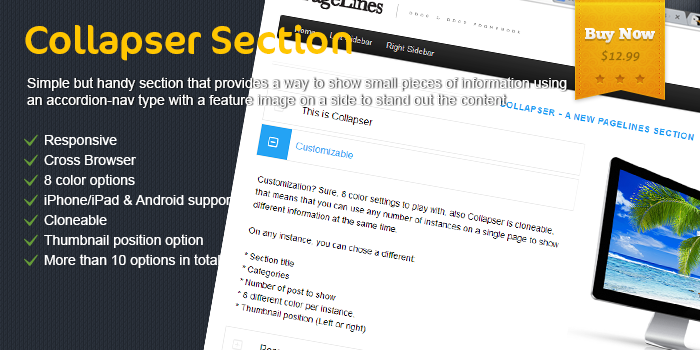 Collapser Section
Simple but handy section that provides a way to show small pieces of information using
an accordion-nav type with a feature image on a side to stand out the content.
Responsive
Cross Browser
8 color options
iPhone/iPad & Android support
Cloneable
Thumbnail position option
More than 10 options in total
PageLines
Home
Left Sidebar
Right Sidebar
Buy Now
$12.99
COLLAPSER - A NEW PAGELINES SECTION
This is Collapser
Customizable
Customization? Sure, 8 color settings to play with, also Collapser is cloneable,
that means that you can use any number of instances on a single page to show
different information at the same time.
On any instance, you can chose a different:
* Section title
* Categories
* Number of post to show
* 8 different color per instance.
* Thumbnail position (Left or right)